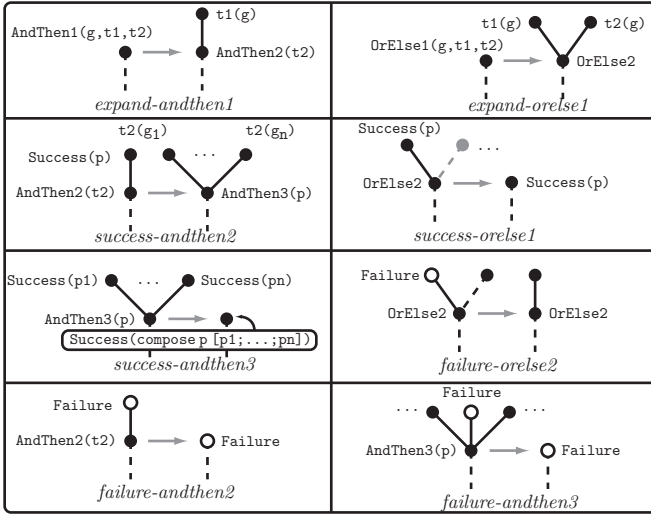 t1(g)
AndThen1(g,t1,t2)
AndThen2(t2)
expand-andthen1
t1(g)
t2(g)
OrElse1(g,t1,t2)
OrElse2
expand-orelse1
t2(g1)
t2(gn)
Success(p)
...
AndThen2(t2)
AndThen3(p)
success-andthen2
Success(p)
...
OrElse2
Success(p)
success-orelse1
Success(p1)
...
Success(pn)
AndThen3(p)
Success(compose p [p1;...;pn])
success-andthen3
Failure
OrElse2
OrElse2
failure-orelse2
Failure
AndThen2(t2)
Failure
failure-andthen2
Failure
...
...
AndThen3(p)
Failure
failure-andthen3